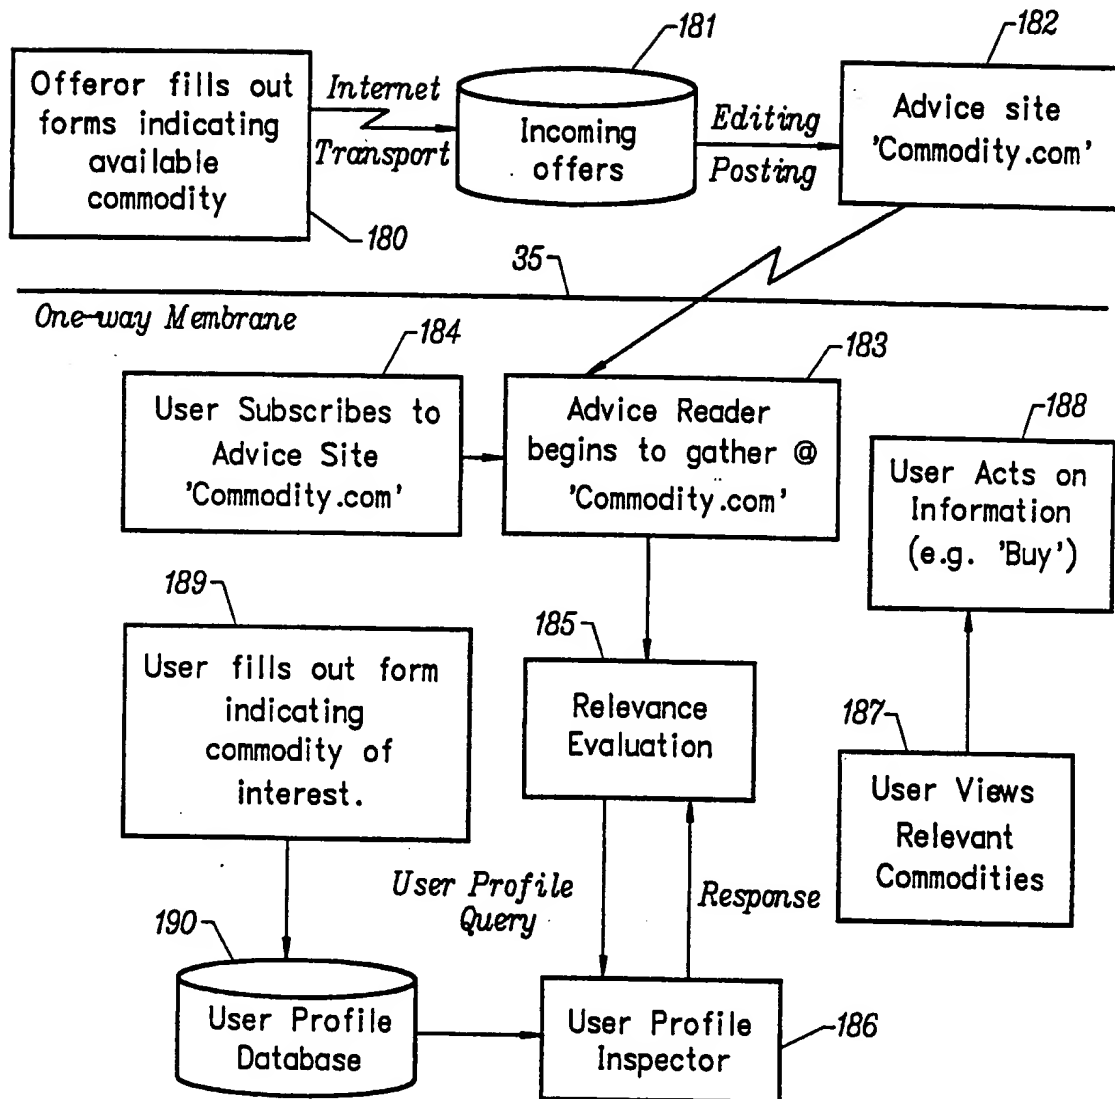 181
182
Offeror fills out
forms indicating
available
commodity
Internet
Transport
Incoming
offers
Editing
Posting
Advice site
'Commodity.com'
180
35
One-way Membrane
184
183
User Subscribes to
Advice Site
'Commodity.com'
Advice Reader
begins to gather @
'Commodity.com'
188
User Acts on
Information
(e.g. 'Buy')
189
User fills out form
indicating
commodity of
interest.
185
Relevance
Evaluation
187
User Views
Relevant
Commodities
User Profile
Query
Response
190
User Profile
Database
User Profile
Inspector
186